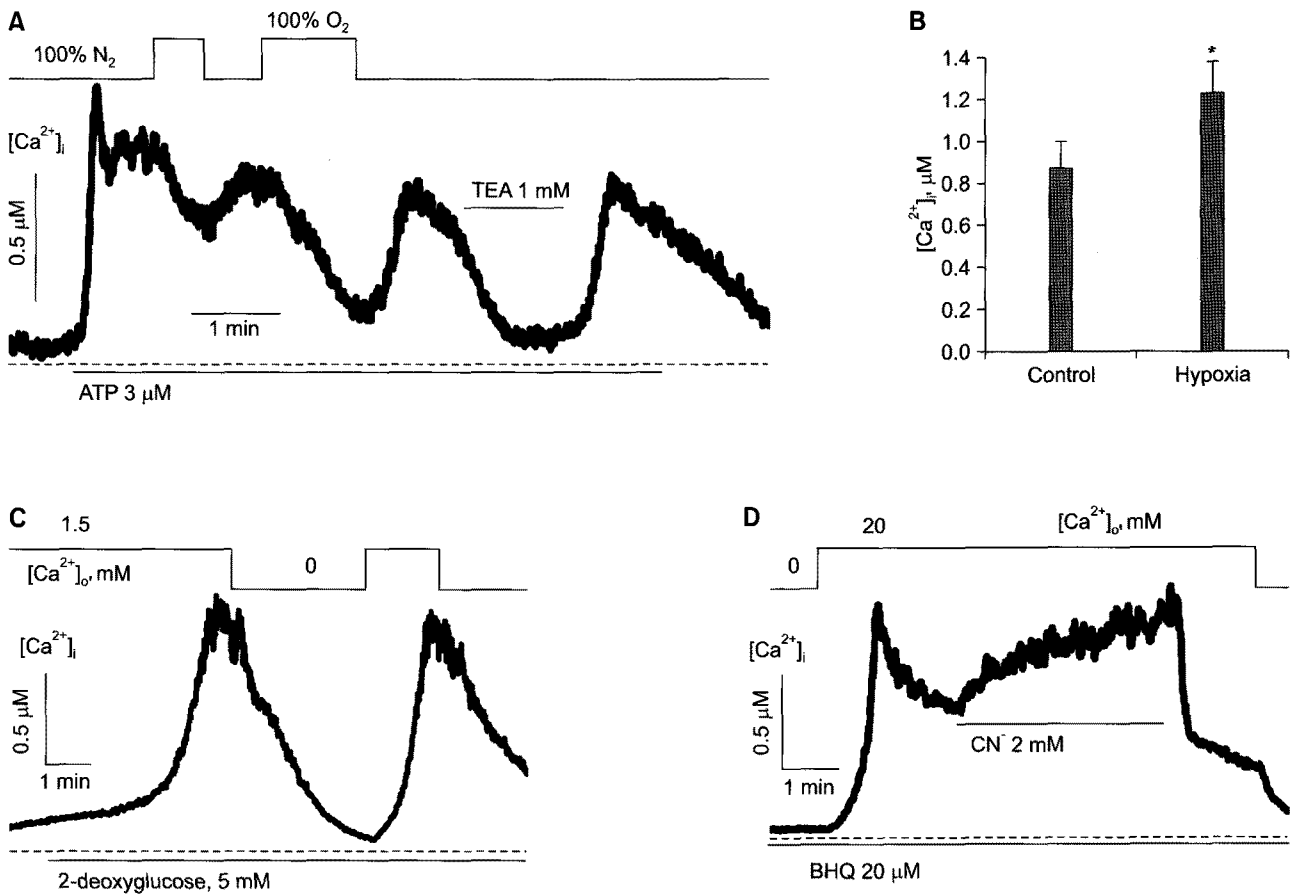 A
100% N₂
100% O₂
[Ca²⁺]ᵢ
0.5 µM
TEA 1 mM
1 min
ATP 3 µM
B
[Ca²⁺]ᵢ, µM
1.4
1.2
1.0
0.8
0.6
0.4
0.2
0.0
*
Control
Hypoxia
C
1.5
0
[Ca²⁺]ₒ, mM
[Ca²⁺]ᵢ
0.5 µM
1 min
2-deoxyglucose, 5 mM
D
20
[Ca²⁺]ₒ, mM
0
[Ca²⁺]ᵢ
0.5 µM
CN⁻ 2 mM
1 min
BHQ 20 µM